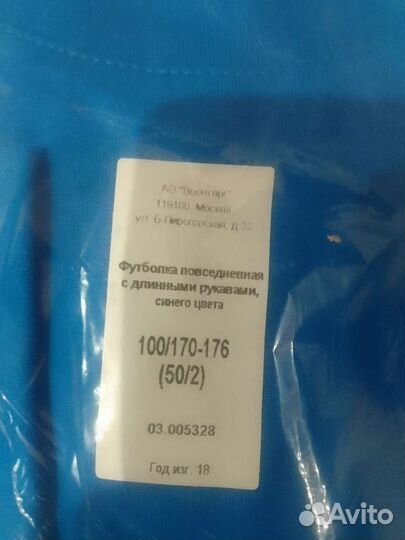 АО "Военторг"
119160, Москва,
ул. Б.Пирогорская, д.23
Футболка повседневная
с длинными рукавами,
синего цвета
100/170-176
(50/2)
03.005328
Год изг. 18
Avito